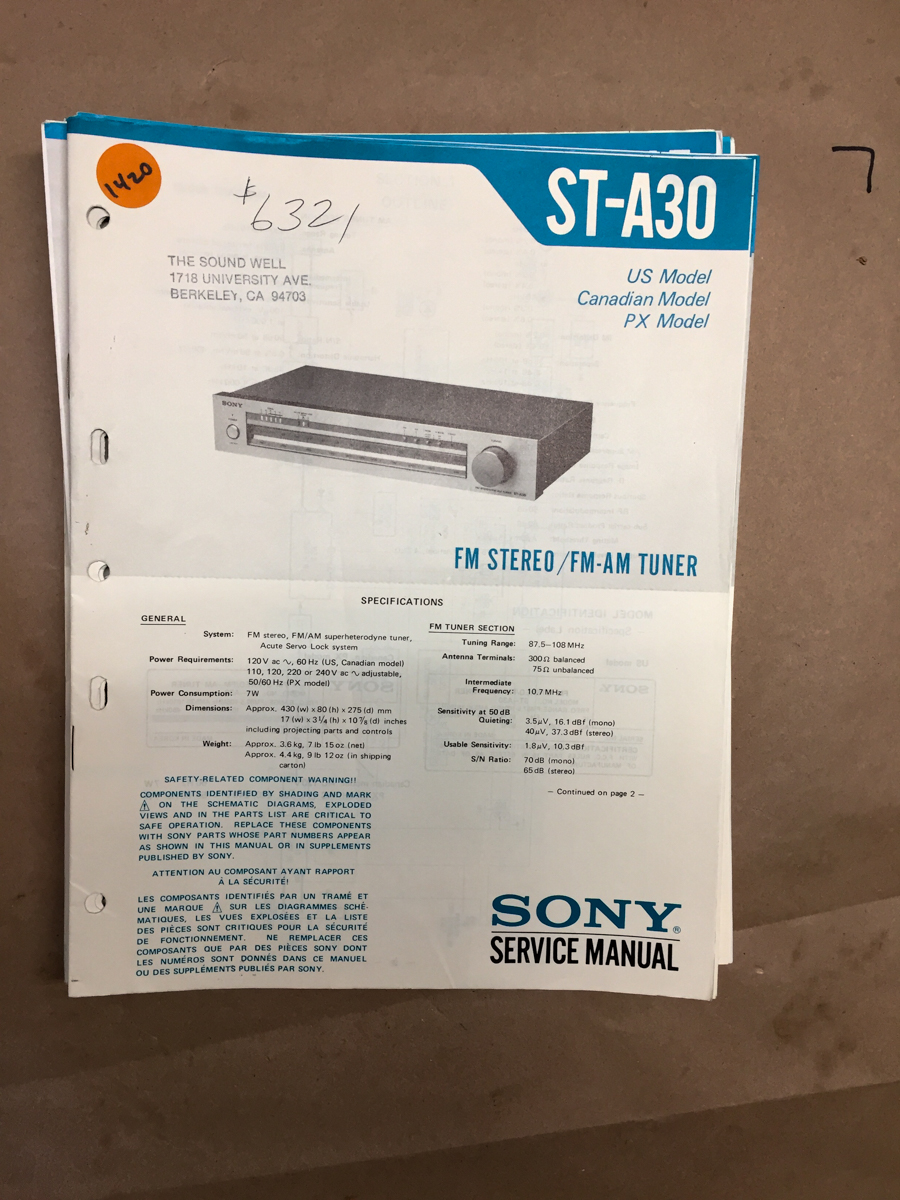 1420
$6321
ST-A30
THE SOUND WELL
1718 UNIVERSITY AVE.
BERKELEY, CA 94703
US Model
Canadian Model
PX Model
SONY
FM STEREO/FM-AM TUNER
SPECIFICATIONS
GENERAL
System: FM stereo, FM/AM superheterodyne tuner,
Acute Servo Lock system
Power Requirements: 120 V ac ∿, 60 Hz (US, Canadian model)
110, 120, 220 or 240 V ac ∿ adjustable,
50/60 Hz (PX model)
Power Consumption: 7W
Dimensions: Approx. 430 (w) x 80 (h) x 275 (d) mm
17 (w) x 3 1/4 (h) x 10 7/8 (d) inches
including projecting parts and controls
Weight: Approx. 3.6 kg, 7 lb 15 oz (net)
Approx. 4.4 kg, 9 lb 12 oz (in shipping
carton)
FM TUNER SECTION
Tuning Range: 87.5–108 MHz
Antenna Terminals: 300Ω balanced
75Ω unbalanced
Intermediate
Frequency: 10.7 MHz
Sensitivity at 50 dB
Quieting: 3.5μV, 16.1 dBf (mono)
40μV, 37.3 dBf (stereo)
Usable Sensitivity: 1.8μV, 10.3 dBf
S/N Ratio: 70 dB (mono)
65 dB (stereo)
— Continued on page 2 —
SAFETY-RELATED COMPONENT WARNING!!
COMPONENTS IDENTIFIED BY SHADING AND MARK
⚠ ON THE SCHEMATIC DIAGRAMS, EXPLODED
VIEWS AND IN THE PARTS LIST ARE CRITICAL TO
SAFE OPERATION. REPLACE THESE COMPONENTS
WITH SONY PARTS WHOSE PART NUMBERS APPEAR
AS SHOWN IN THIS MANUAL OR IN SUPPLEMENTS
PUBLISHED BY SONY.
ATTENTION AU COMPOSANT AYANT RAPPORT
À LA SÉCURITÉ!
LES COMPOSANTS IDENTIFIÉS PAR UN TRAMÉ ET
UNE MARQUE ⚠ SUR LES DIAGRAMMES SCHÉ-
MATIQUES, LES VUES EXPLOSÉES ET LA LISTE
DES PIÈCES SONT CRITIQUES POUR LA SÉCURITÉ
DE FONCTIONNEMENT. NE REMPLACER CES
COMPOSANTS QUE PAR DES PIÈCES SONY DONT
LES NUMÉROS SONT DONNÉS DANS CE MANUEL
OU DES SUPPLÉMENTS PUBLIÉS PAR SONY.
SONY®
SERVICE MANUAL